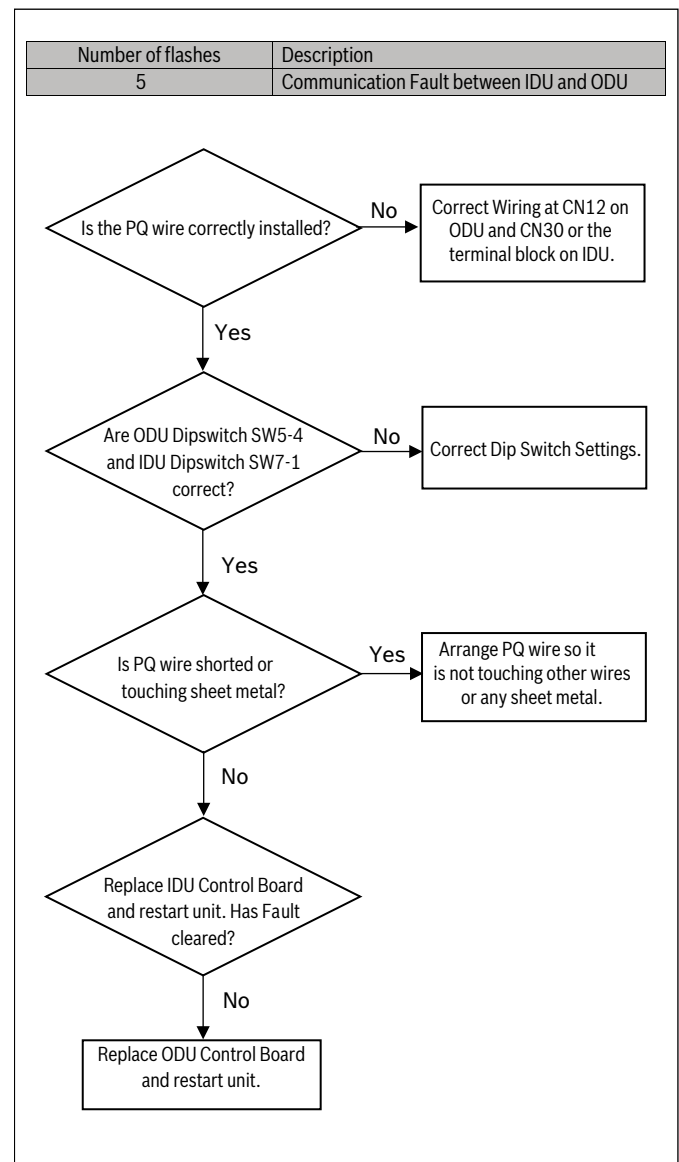 Number of flashes Description
5 Communication Fault between IDU and ODU
Is the PQ wire correctly installed?
No
Correct Wiring at CN12 on
ODU and CN30 or the
terminal block on IDU.
Yes
Are ODU Dipswitch SW5-4
and IDU Dipswitch SW7-1
correct?
No
Correct Dip Switch Settings.
Yes
Is PQ wire shorted or
touching sheet metal?
Yes
Arrange PQ wire so it
is not touching other wires
or any sheet metal.
No
Replace IDU Control Board
and restart unit. Has Fault
cleared?
No
Replace ODU Control Board
and restart unit.